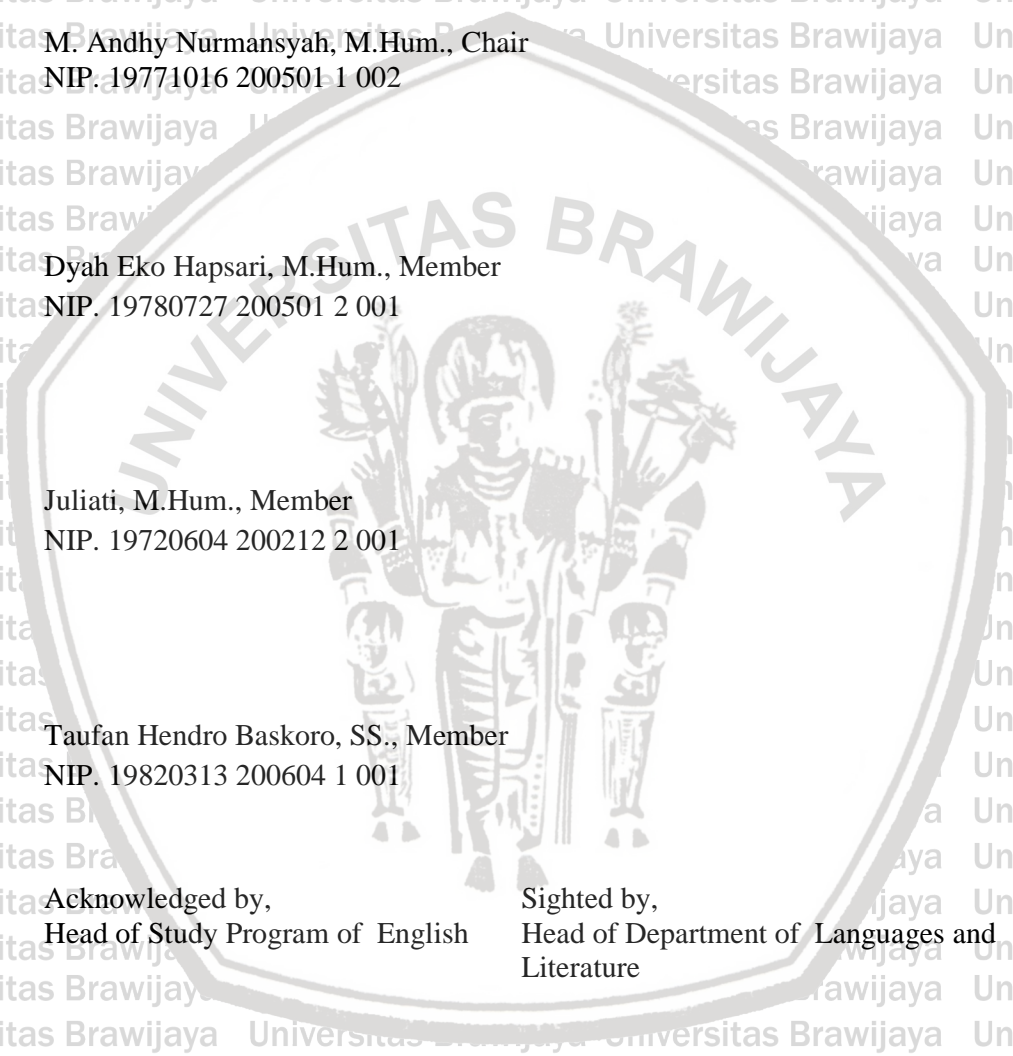 M. Andhy Nurmansyah, M.Hum., Chair
NIP. 19771016 200501 1 002
Dyah Eko Hapsari, M.Hum., Member
NIP. 19780727 200501 2 001
Juliati, M.Hum., Member
NIP. 19720604 200212 2 001
Taufan Hendro Baskoro, SS., Member
NIP. 19820313 200604 1 001
Acknowledged by,
Head of Study Program of English
Sighted by,
Head of Department of Languages and
Literature
UNIVERSITAS BRAWIJAYA